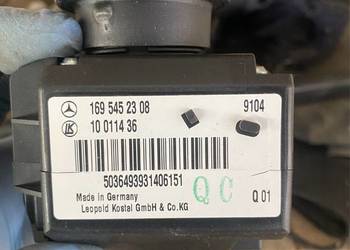 169 545 23 08 9104
LK 10 0114 36
5036493931406151
Made in Germany
Leopold Kostal GmbH & Co.KG
QC
Q 01